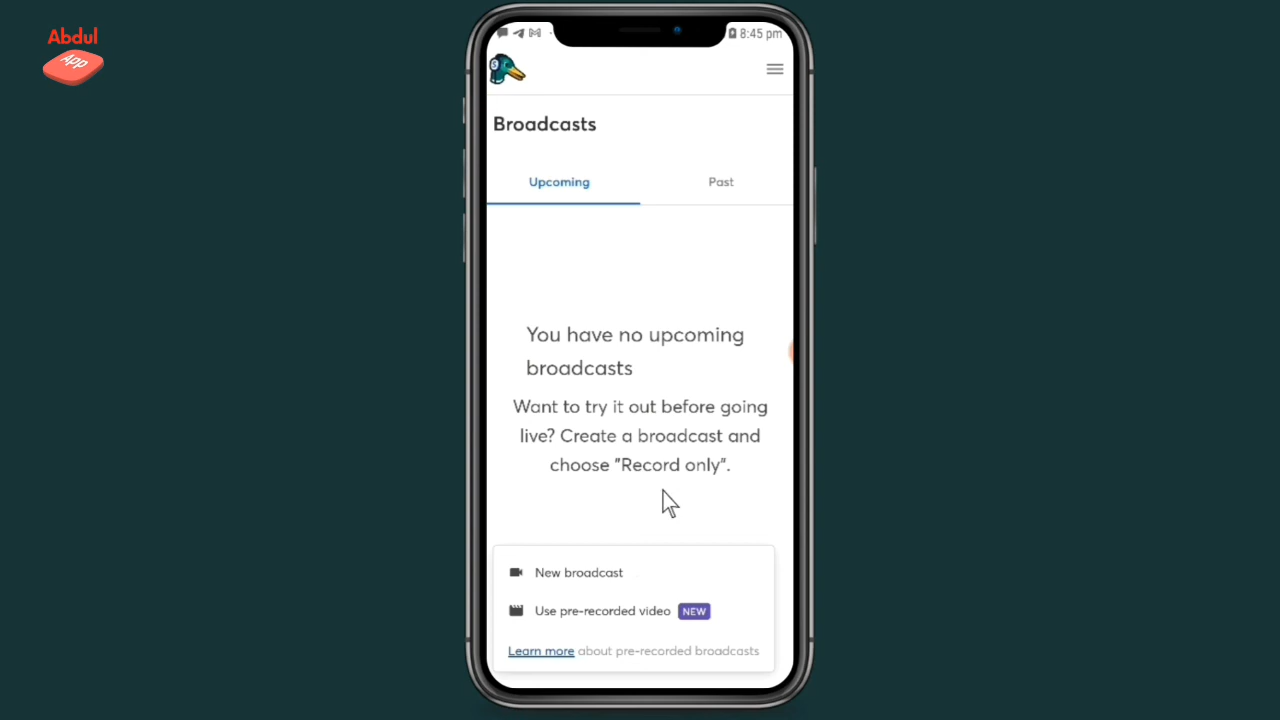 Abdul
App
8:45 pm
Broadcasts
Upcoming
Past
You have no upcoming
broadcasts
Want to try it out before going
live? Create a broadcast and
choose "Record only".
New broadcast
Use pre-recorded video NEW
Learn more about pre-recorded broadcasts